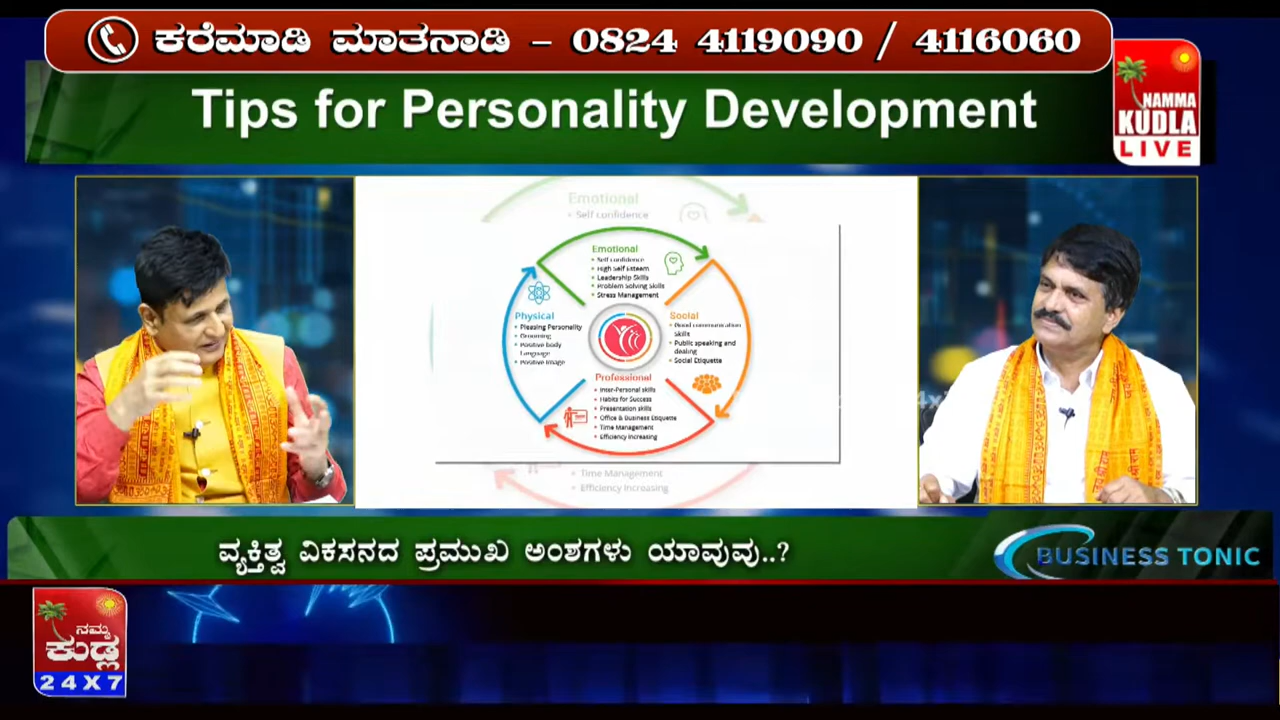 ಕರೆಮಾಡಿ ಮಾತನಾಡಿ – 0824 4119090 / 4116060
Tips for Personality Development
NAMMA
KUDLA
LIVE
Emotional
• Self confidence
Emotional
• Self confidence
• High Self Esteem
• Leadership Skills
• Problem Solving Skills
• Stress Management
Physical
• Pleasing Personality
• Grooming
• Positive Body
Language
• Positive Image
Social
• Good communication
skills
• Public speaking and
dealing
• Social Etiquette
Professional
• Inter-Personal skills
• Habits for Success
• Presentation skills
• Office & Business Etiquette
• Time Management
• Efficiency Increasing
• Time Management
• Efficiency Increasing
ವ್ಯಕ್ತಿತ್ವ ವಿಕಸನದ ಪ್ರಮುಖ ಅಂಶಗಳು ಯಾವುವು..?
BUSINESS TONIC
ನಮ್ಮ
ಕುಡ್ಲ
24X7